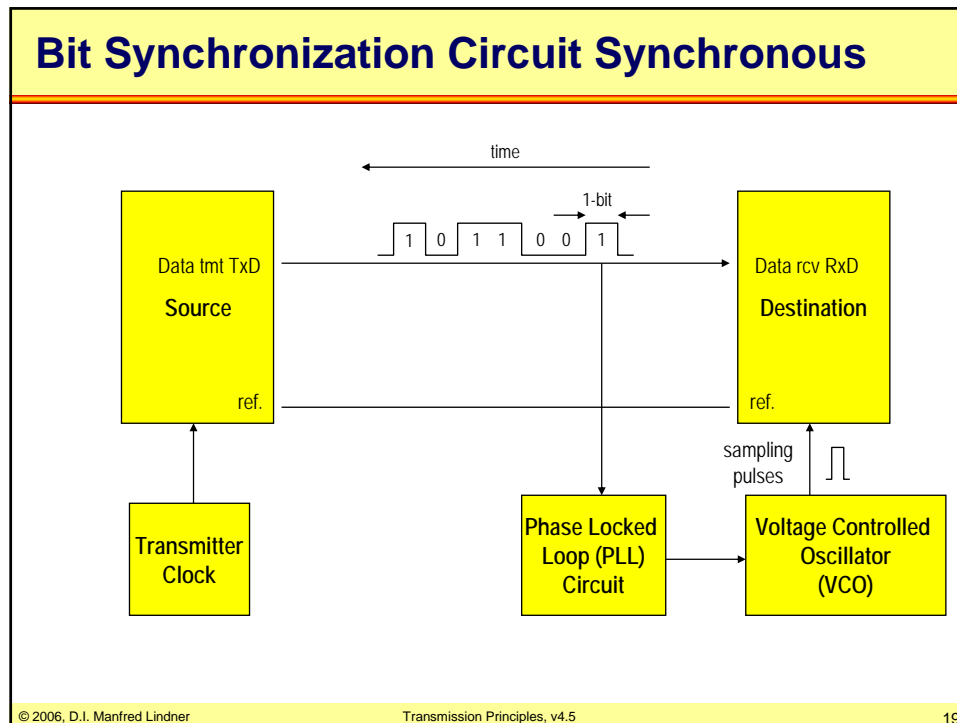 Bit Synchronization Circuit Synchronous
time
1-bit
1 0 1 1 0 0 1
Data tmt TxD
Source
ref.
Data rcv RxD
Destination
ref.
sampling
pulses
Transmitter
Clock
Phase Locked
Loop (PLL)
Circuit
Voltage Controlled
Oscillator
(VCO)
© 2006, D.I. Manfred Lindner
Transmission Principles, v4.5
19